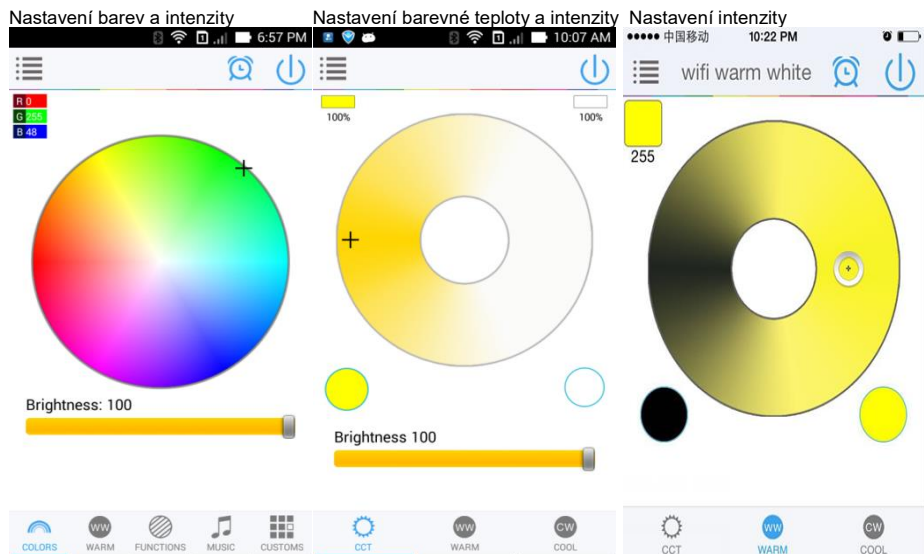 Nastavení barev a intenzity
6:57 PM
R 0
G 255
B 48
Brightness: 100
COLORS
WW
WARM
FUNCTIONS
MUSIC
CUSTOMS
Nastavení barevné teploty a intenzity
10:07 AM
100%
100%
Brightness 100
CCT
WW
WARM
CW
COOL
Nastavení intenzity
中国移动
10:22 PM
wifi warm white
255
CCT
WW
WARM
CW
COOL